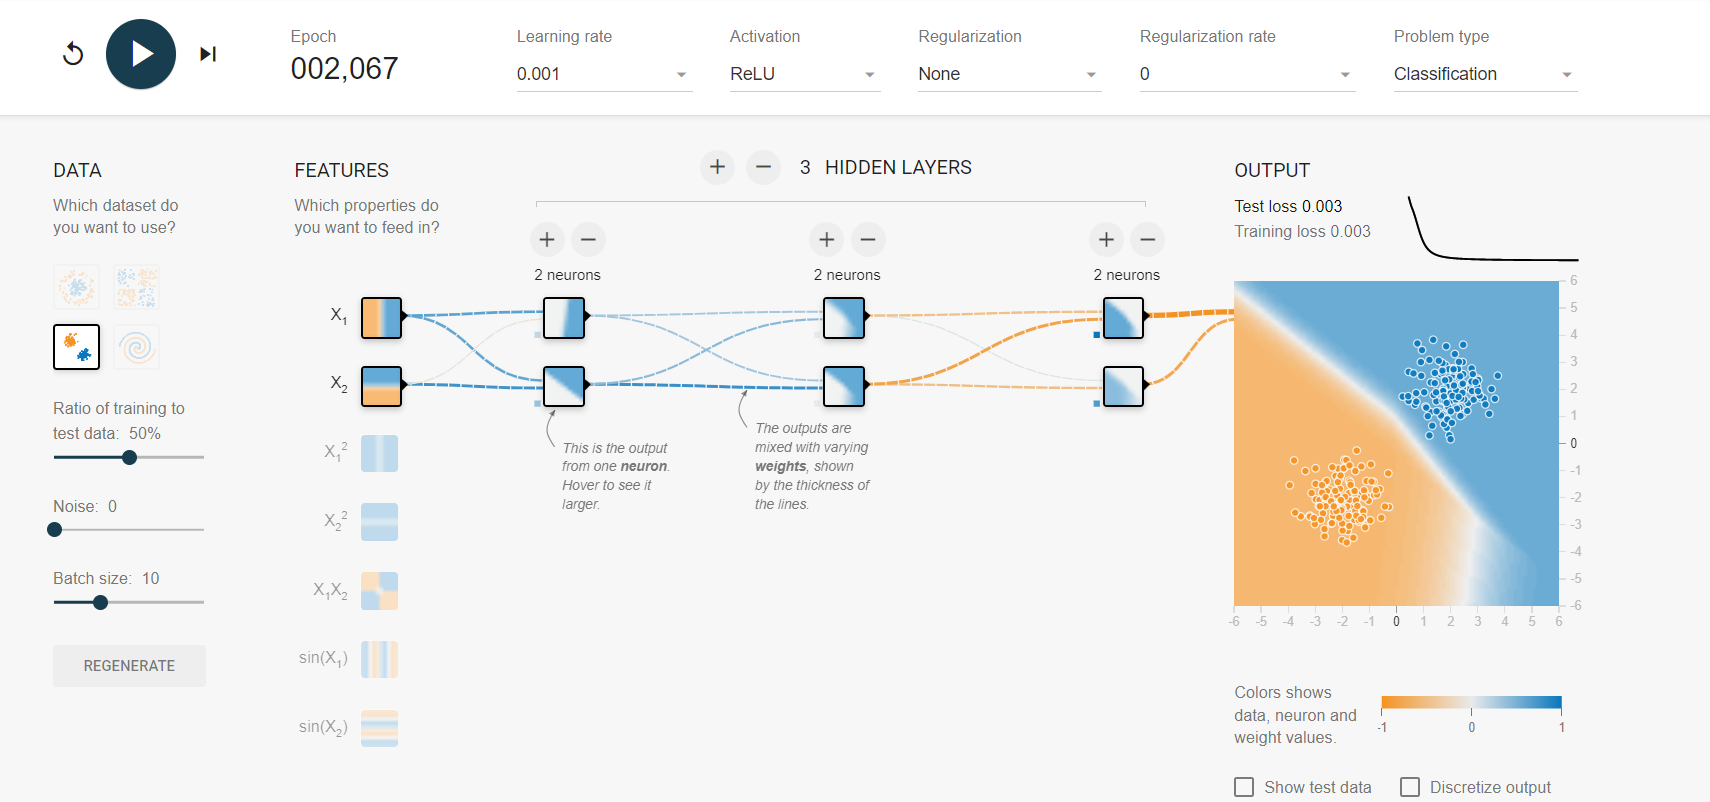 Epoch
002,067
Learning rate
0.001
Activation
ReLU
Regularization
None
Regularization rate
0
Problem type
Classification
DATA
Which dataset do
you want to use?
Ratio of training to
test data: 50%
Noise: 0
Batch size: 10
REGENERATE
FEATURES
Which properties do
you want to feed in?
X1
X2
X1²
X2²
X1X2
sin(X1)
sin(X2)
+ − 3 HIDDEN LAYERS
+ − + − + −
2 neurons 2 neurons 2 neurons
This is the output
from one neuron.
Hover to see it
larger.
The outputs are
mixed with varying
weights, shown
by the thickness of
the lines.
OUTPUT
Test loss 0.003
Training loss 0.003
6
5
4
3
2
1
0
-1
-2
-3
-4
-5
-6
-6 -5 -4 -3 -2 -1 0 1 2 3 4 5 6
Colors shows
data, neuron and
weight values.
-1 0 1
Show test data Discretize output